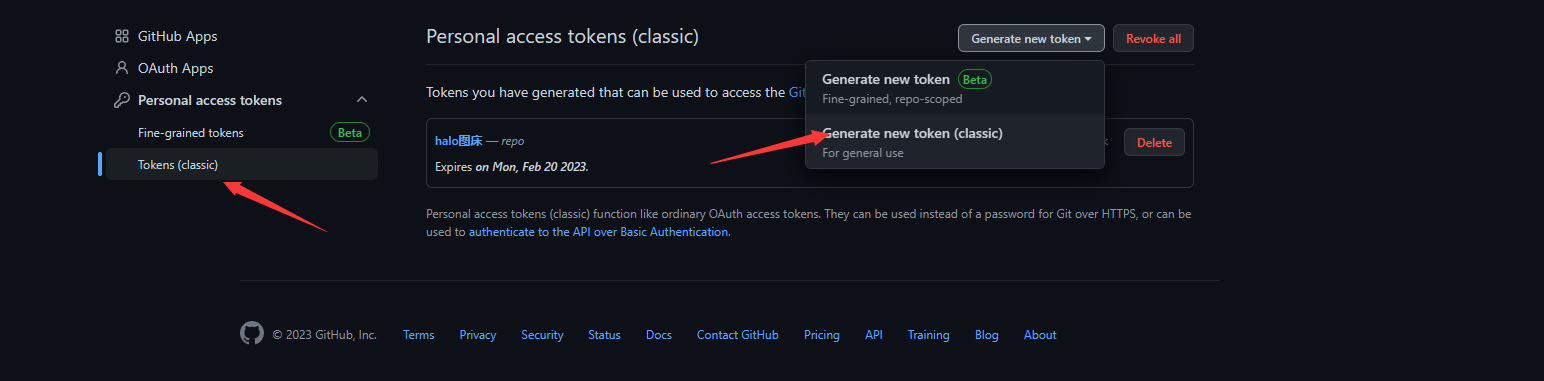 GitHub Apps
OAuth Apps
Personal access tokens
Fine-grained tokens Beta
Tokens (classic)
Personal access tokens (classic)
Generate new token
Revoke all
Generate new token Beta
Fine-grained, repo-scoped
Generate new token (classic)
For general use
Tokens you have generated that can be used to access the
halo图床 — repo
Delete
Expires on Mon, Feb 20 2023.
Personal access tokens (classic) function like ordinary OAuth access tokens. They can be used instead of a password for Git over HTTPS, or can be
used to authenticate to the API over Basic Authentication.
© 2023 GitHub, Inc. Terms Privacy Security Status Docs Contact GitHub Pricing API Training Blog About